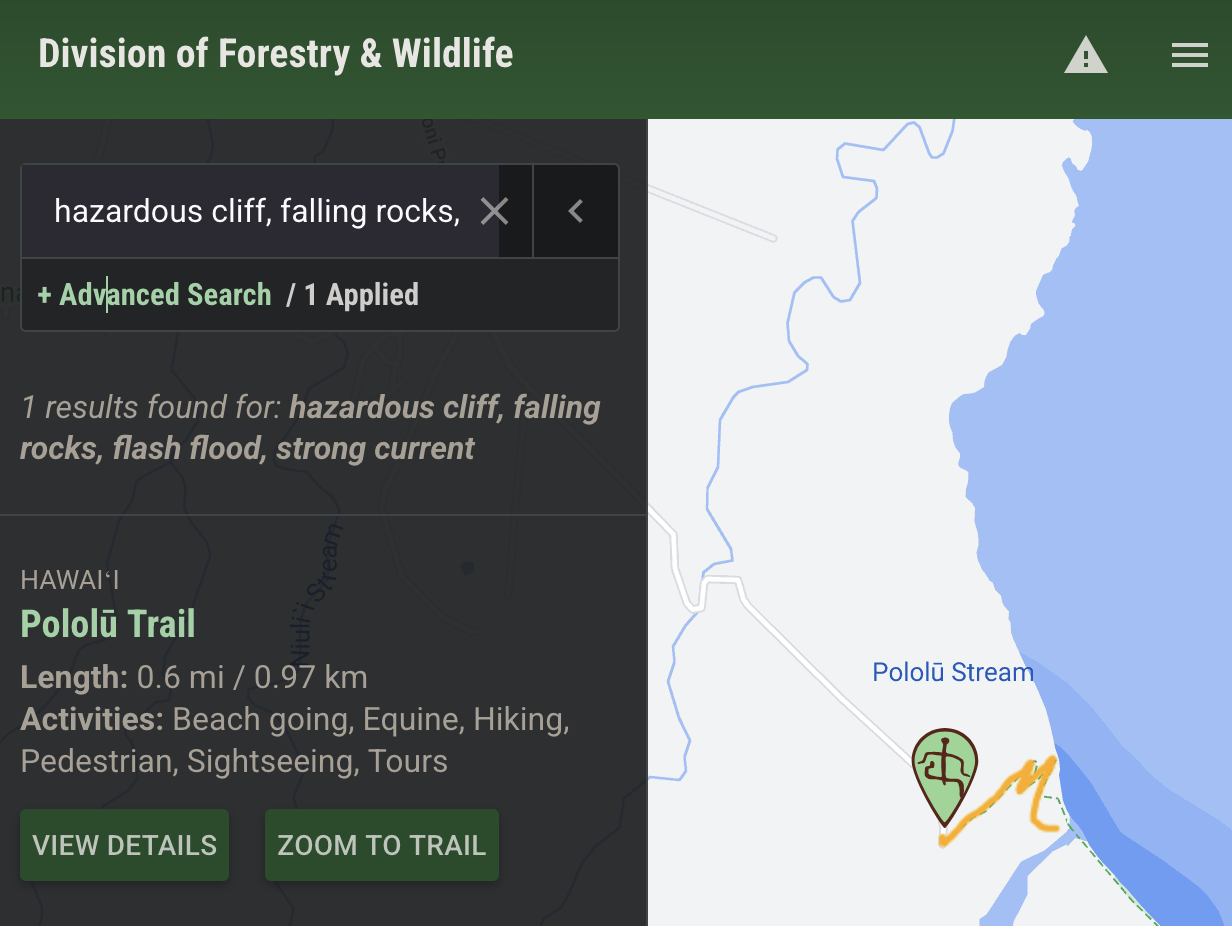 Division of Forestry & Wildlife
hazardous cliff, falling rocks,
+ Advanced Search / 1 Applied
1 results found for: hazardous cliff, falling
rocks, flash flood, strong current
Niuli‘i Stream
HAWAIʻI
Pololū Trail
Length: 0.6 mi / 0.97 km
Activities: Beach going, Equine, Hiking,
Pedestrian, Sightseeing, Tours
VIEW DETAILS
ZOOM TO TRAIL
Pololū Stream